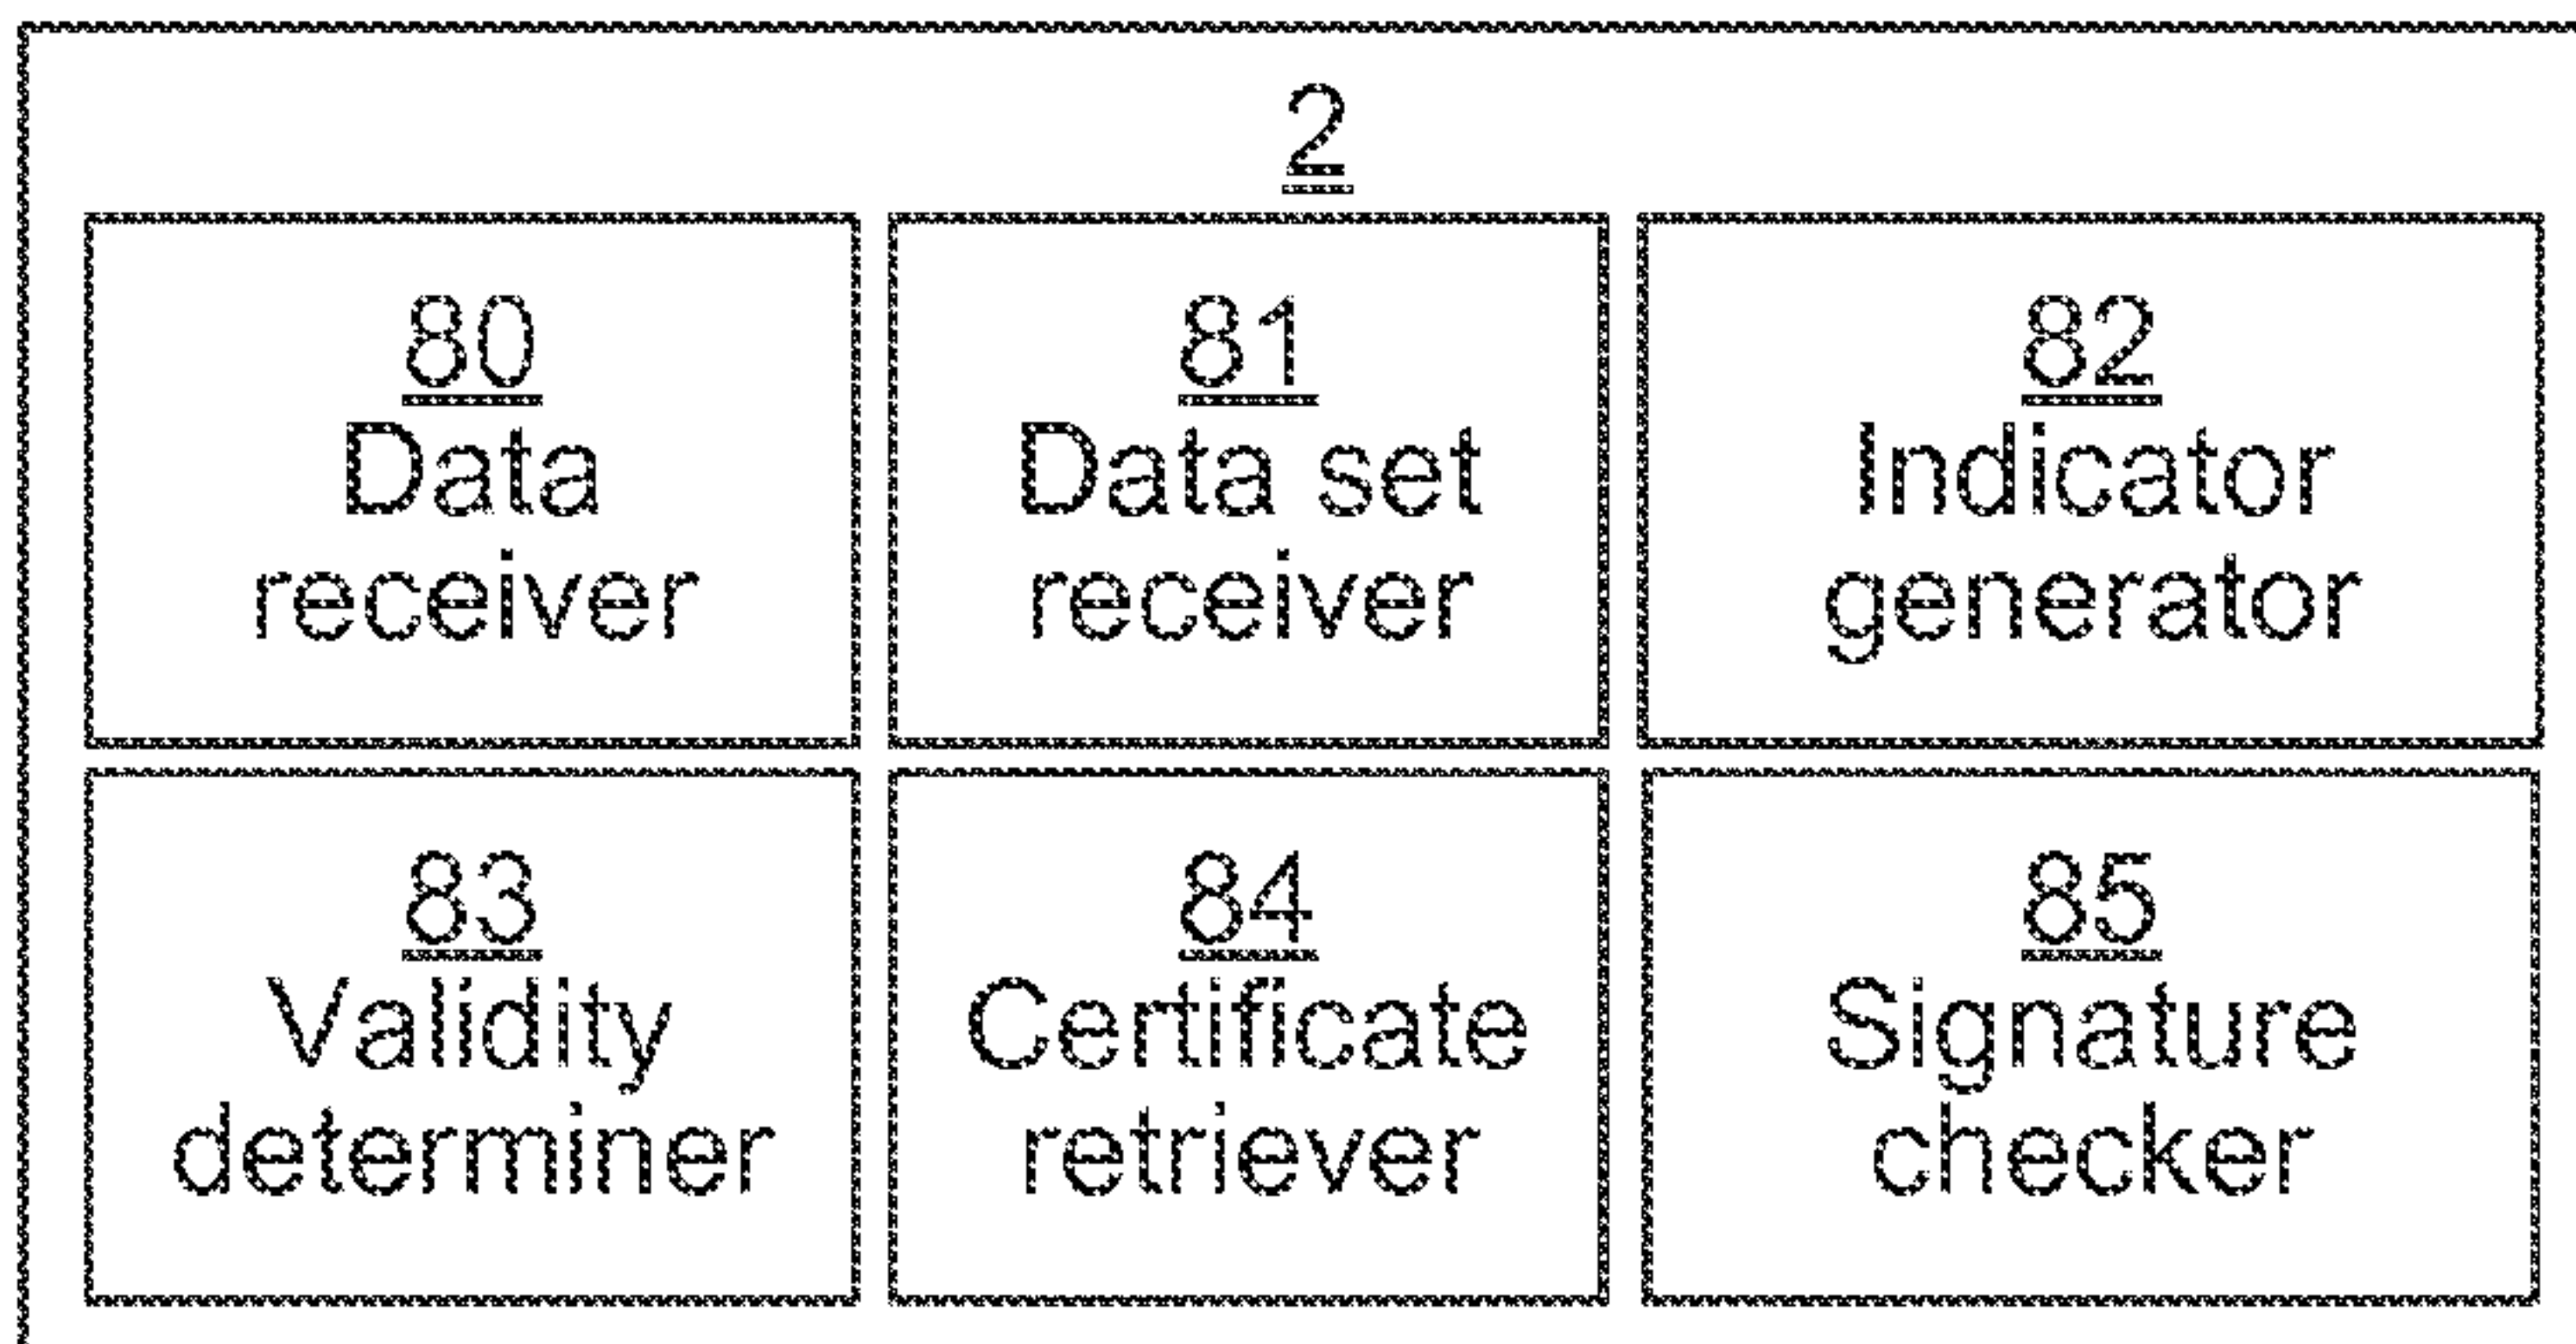 2
80
Data
receiver
81
Data set
receiver
82
Indicator
generator
83
Validity
determiner
84
Certificate
retriever
85
Signature
checker